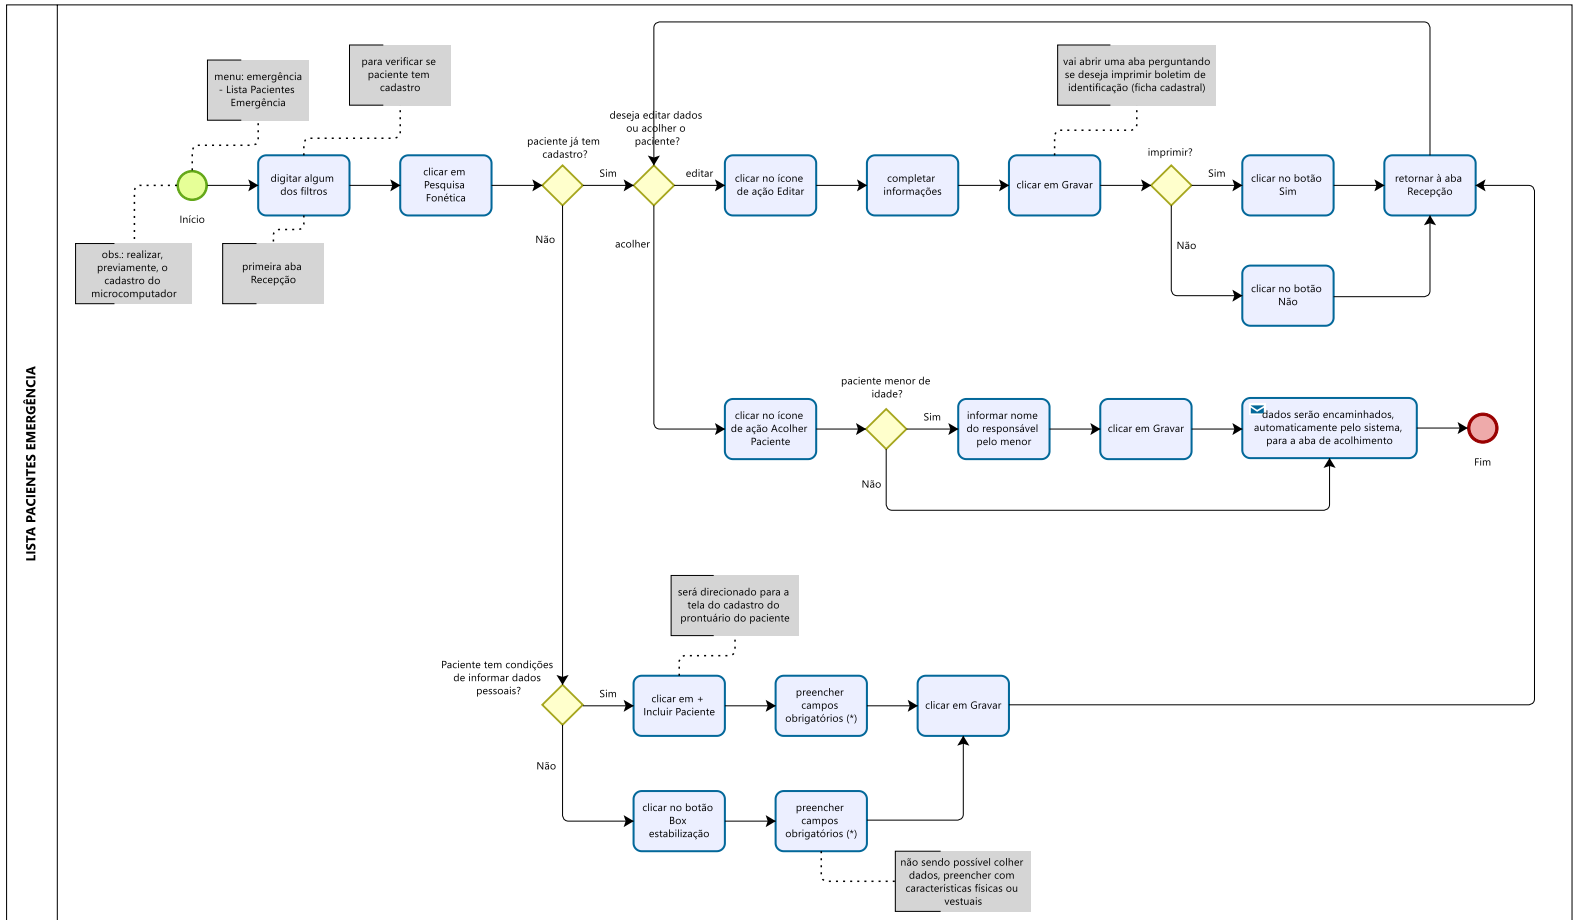 LISTA PACIENTES EMERGÊNCIA
menu: emergência
- Lista Pacientes
Emergência
para verificar se
paciente tem
cadastro
Início
obs.: realizar,
previamente, o
cadastro do
microcomputador
digitar algum
dos filtros
primeira aba
Recepção
clicar em
Pesquisa
Fonética
paciente já tem
cadastro?
Sim
Não
deseja editar dados
ou acolher o
paciente?
editar
acolher
clicar no ícone
de ação Editar
completar
informações
vai abrir uma aba perguntando
se deseja imprimir boletim de
identificação (ficha cadastral)
clicar em Gravar
imprimir?
Sim
Não
clicar no botão
Sim
clicar no botão
Não
retornar à aba
Recepção
clicar no ícone
de ação Acolher
Paciente
paciente menor de
idade?
Sim
Não
informar nome
do responsável
pelo menor
clicar em Gravar
dados serão encaminhados,
automaticamente pelo sistema,
para a aba de acolhimento
Fim
será direcionado para a
tela do cadastro do
prontuário do paciente
Paciente tem condições
de informar dados
pessoais?
Sim
Não
clicar em +
Incluir Paciente
preencher
campos
obrigatórios (*)
clicar em Gravar
clicar no botão
Box
estabilização
preencher
campos
obrigatórios (*)
não sendo possível colher
dados, preencher com
características físicas ou
vestuais